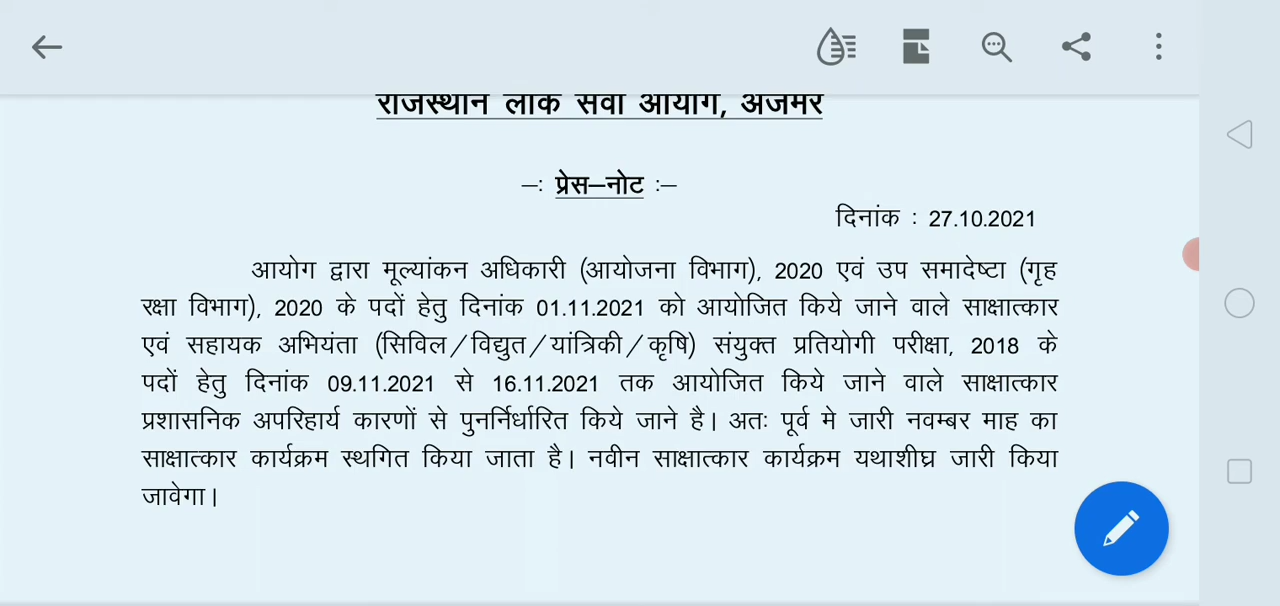 राजस्थान लोक सेवा आयोग, अजमेर
–: प्रेस–नोट :–
दिनांक : 27.10.2021
आयोग द्वारा मूल्यांकन अधिकारी (आयोजना विभाग), 2020 एवं उप समादेष्टा (गृह
रक्षा विभाग), 2020 के पदों हेतु दिनांक 01.11.2021 को आयोजित किये जाने वाले साक्षात्कार
एवं सहायक अभियंता (सिविल/विद्युत/यांत्रिकी/कृषि) संयुक्त प्रतियोगी परीक्षा, 2018 के
पदों हेतु दिनांक 09.11.2021 से 16.11.2021 तक आयोजित किये जाने वाले साक्षात्कार
प्रशासनिक अपरिहार्य कारणों से पुनर्निर्धारित किये जाने है। अतः पूर्व मे जारी नवम्बर माह का
साक्षात्कार कार्यक्रम स्थगित किया जाता है। नवीन साक्षात्कार कार्यक्रम यथाशीघ्र जारी किया
जावेगा।